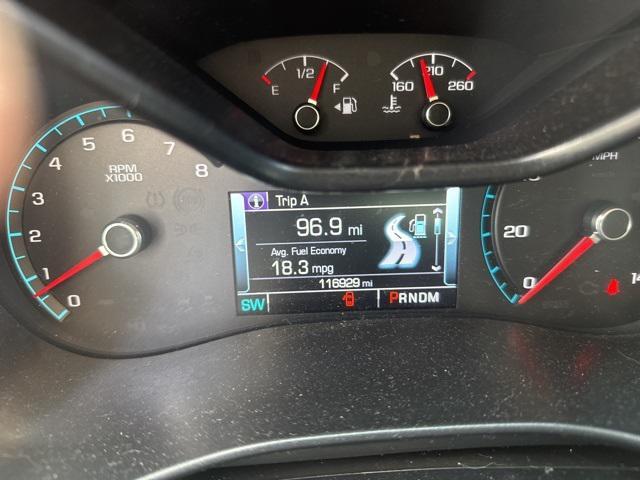 1/2
E F
160 210 260
RPM
X1000
0 1 2 3 4 5 6 7 8
i Trip A
96.9 mi
Avg. Fuel Economy
18.3 mpg
116929 mi
SW PRNDM
MPH
0 20